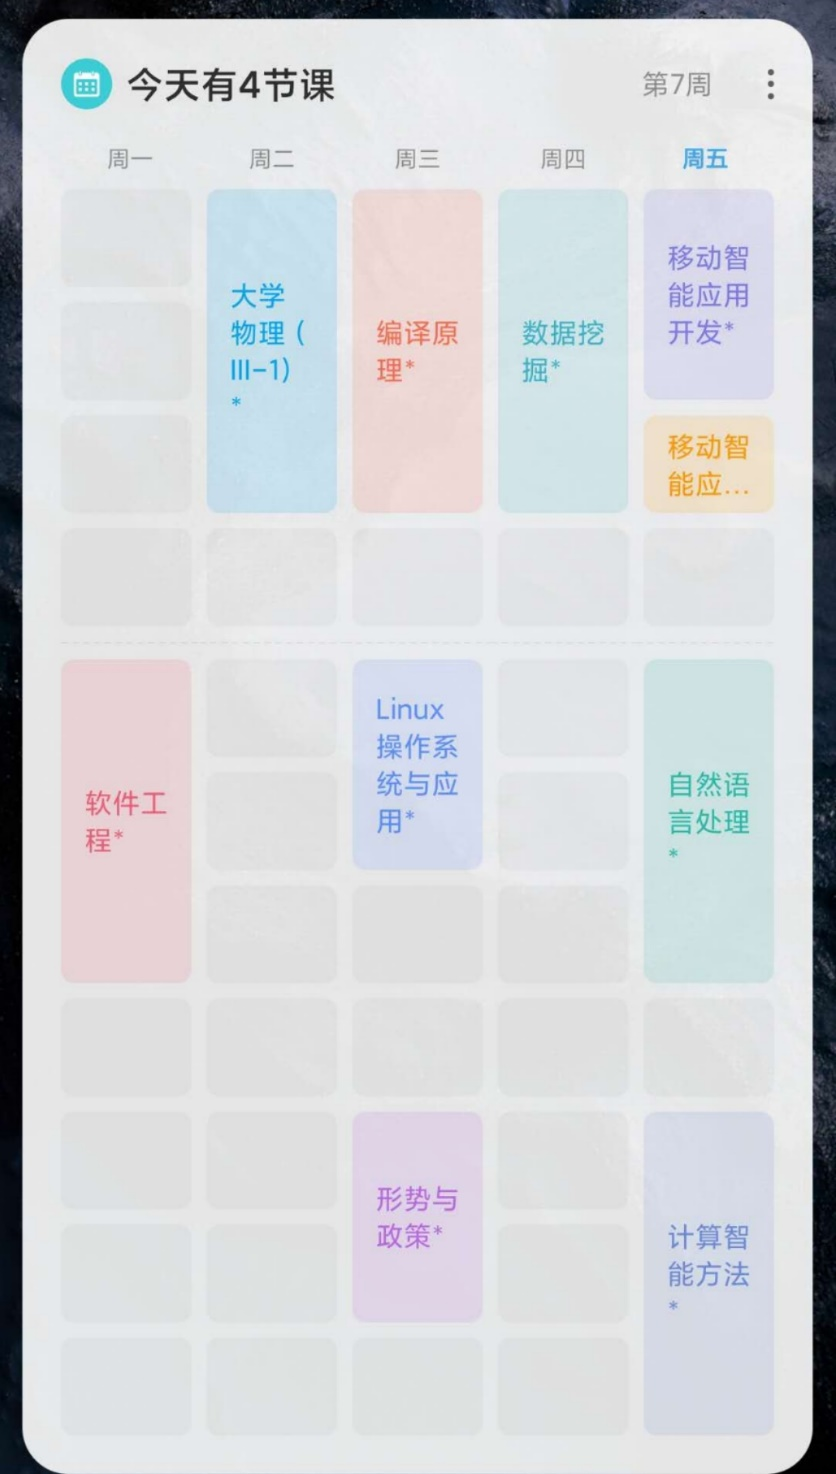 今天有4节课
第7周
周一 周二 周三 周四 周五
大学
物理 (
III-1)
*
编译原
理*
数据挖
掘*
移动智
能应用
开发*
移动智
能应...
软件工
程*
Linux
操作系
统与应
用*
自然语
言处理
*
形势与
政策*
计算智
能方法
*